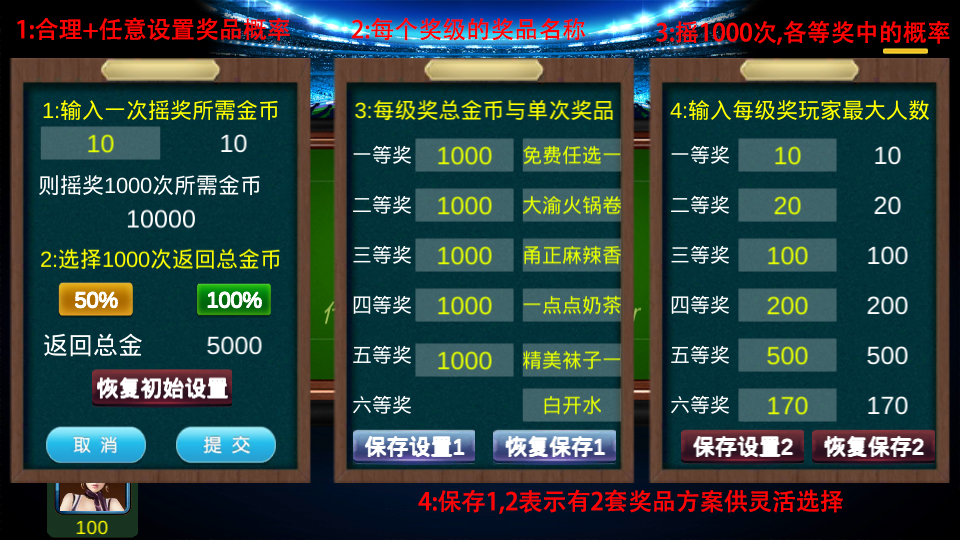 1:合理+任意设置奖品概率
2:每个奖级的奖品名称
3:摇1000次,各等奖中的概率
1:输入一次摇奖所需金币
10 10
则摇奖1000次所需金币
10000
2:选择1000次返回总金币
50% 100%
返回总金 5000
恢复初始设置
取 消 提 交
3:每级奖总金币与单次奖品
一等奖 1000 免费任选一
二等奖 1000 大渝火锅卷
三等奖 1000 甬正麻辣香
四等奖 1000 一点点奶茶
五等奖 1000 精美袜子一
六等奖 白开水
保存设置1 恢复保存1
4:输入每级奖玩家最大人数
一等奖 10 10
二等奖 20 20
三等奖 100 100
四等奖 200 200
五等奖 500 500
六等奖 170 170
保存设置2 恢复保存2
4:保存1,2表示有2套奖品方案供灵活选择
100